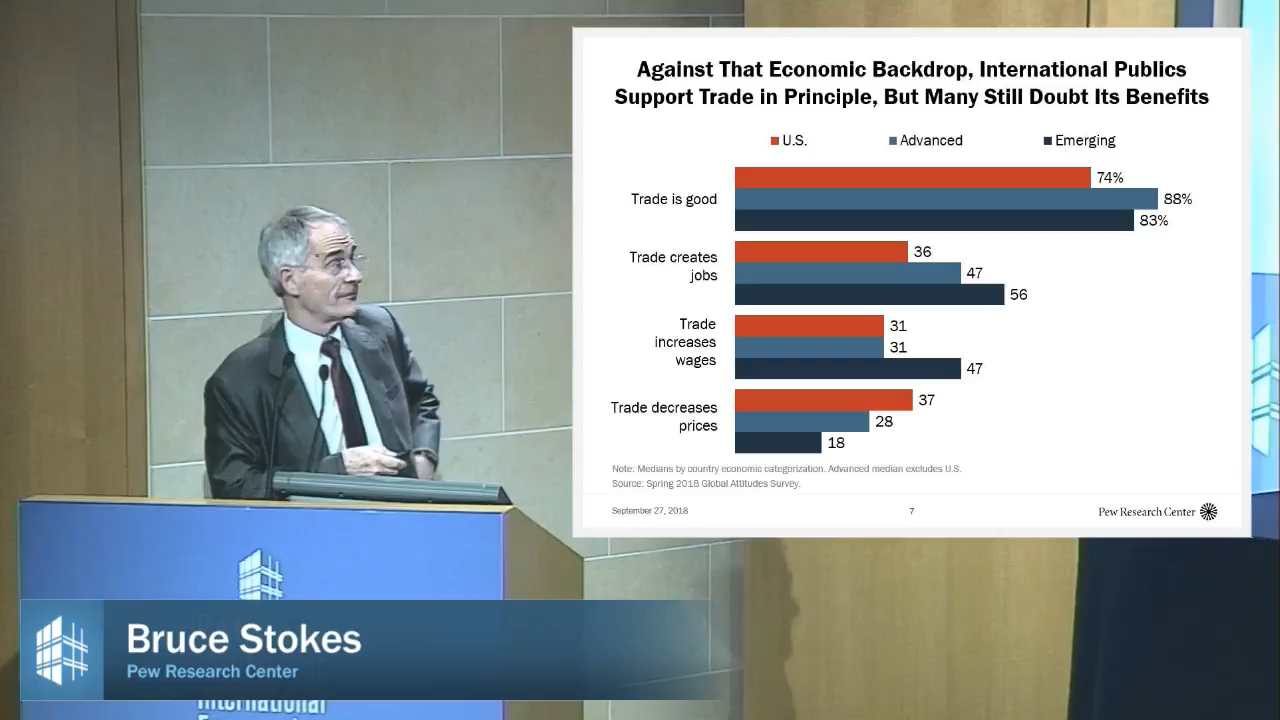 Against That Economic Backdrop, International Publics
Support Trade in Principle, But Many Still Doubt Its Benefits
U.S. Advanced Emerging
Trade is good
74%
88%
83%
Trade creates
jobs
36
47
56
Trade
increases
wages
31
31
47
Trade decreases
prices
37
28
18
Note: Medians by country economic categorization. Advanced median excludes U.S.
Source: Spring 2018 Global Attitudes Survey.
September 27, 2018 7 Pew Research Center
Bruce Stokes
Pew Research Center
International